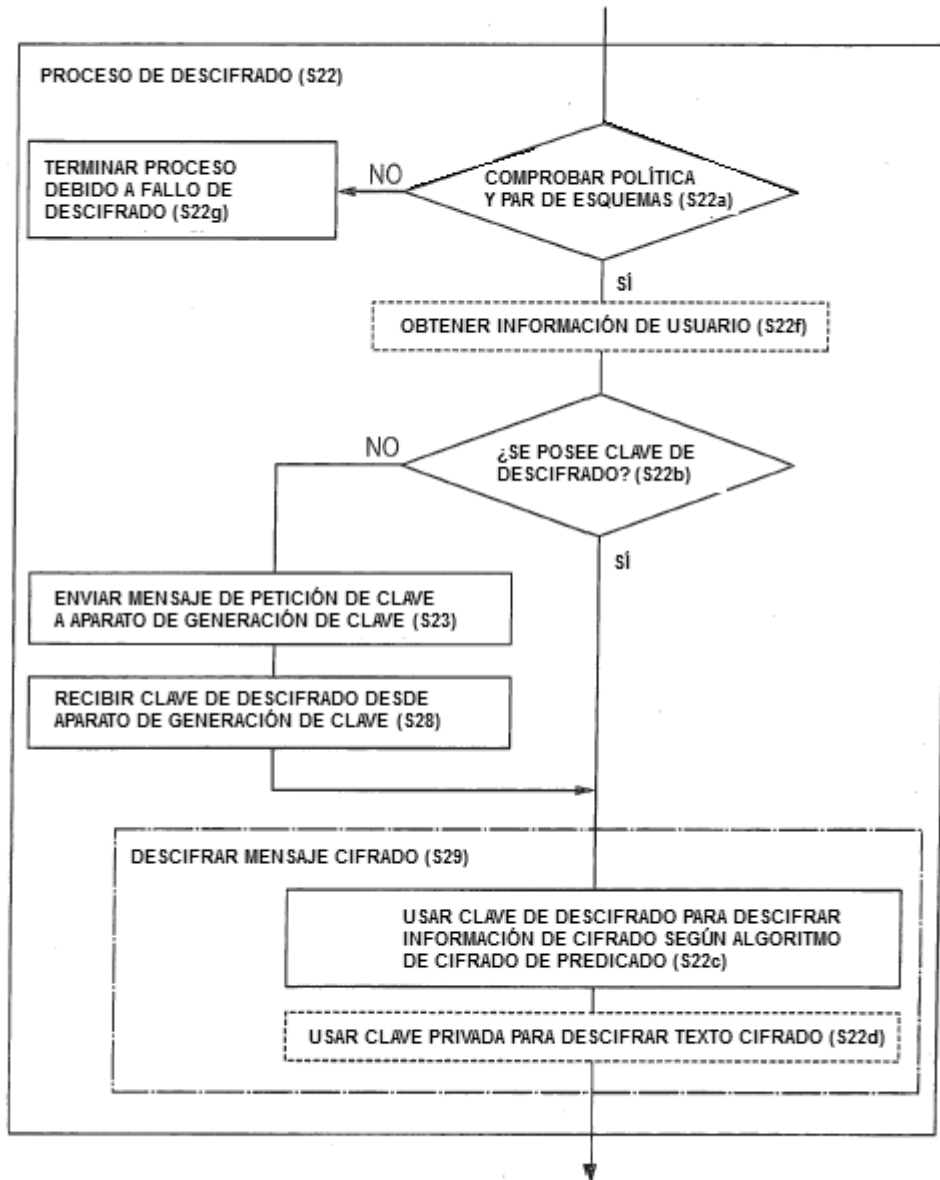 PROCESO DE DESCIFRADO (S22)
TERMINAR PROCESO
DEBIDO A FALLO DE
DESCIFRADO (S22g)
NO
COMPROBAR POLÍTICA
Y PAR DE ESQUEMAS (S22a)
SÍ
OBTENER INFORMACIÓN DE USUARIO (S22f)
NO
¿SE POSEE CLAVE DE
DESCIFRADO? (S22b)
SÍ
ENVIAR MENSAJE DE PETICIÓN DE CLAVE
A APARATO DE GENERACIÓN DE CLAVE (S23)
RECIBIR CLAVE DE DESCIFRADO DESDE
APARATO DE GENERACIÓN DE CLAVE (S28)
DESCIFRAR MENSAJE CIFRADO (S29)
USAR CLAVE DE DESCIFRADO PARA DESCIFRAR
INFORMACIÓN DE CIFRADO SEGÚN ALGORITMO
DE CIFRADO DE PREDICADO (S22c)
USAR CLAVE PRIVADA PARA DESCIFRAR TEXTO CIFRADO (S22d)